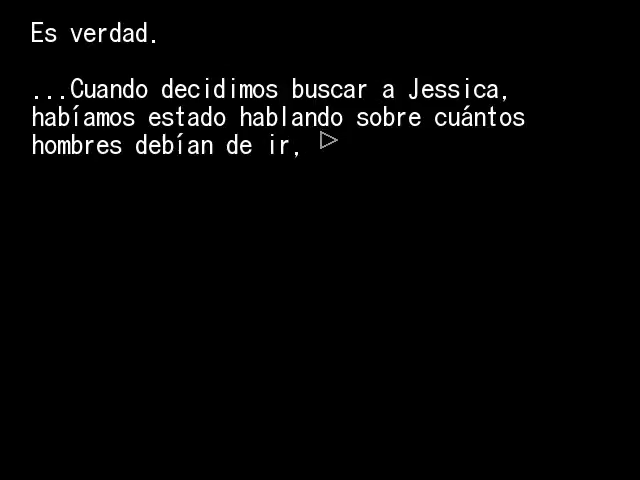 Es verdad.
...Cuando decidimos buscar a Jessica,
habíamos estado hablando sobre cuántos
hombres debían de ir,